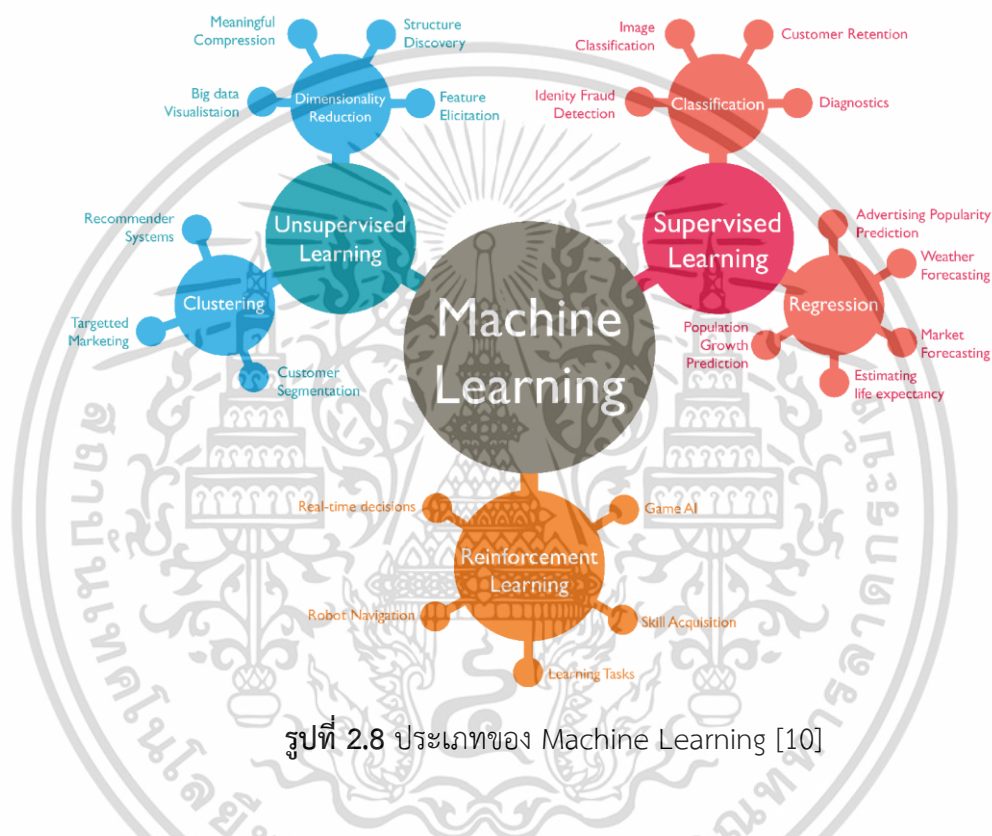 Meaningful
Compression
Structure
Discovery
Big data
Visualistaion
Dimensionality
Reduction
Feature
Elicitation
Image
Classification
Customer Retention
Idenity Fraud
Detection
Classification
Diagnostics
Recommender
Systems
Unsupervised
Learning
Clustering
Targetted
Marketing
Customer
Segmentation
Machine
Learning
Supervised
Learning
Advertising Popularity
Prediction
Weather
Forecasting
Regression
Population
Growth
Prediction
Market
Forecasting
Estimating
life expectancy
Real-time decisions
Game AI
Reinforcement
Learning
Robot Navigation
Skill Acquisition
Learning Tasks
รูปที่ 2.8 ประเภทของ Machine Learning [10]